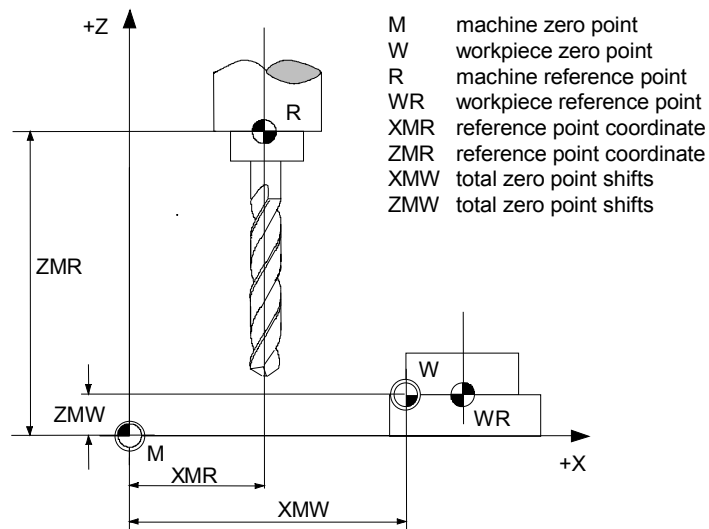 +Z
M machine zero point
W workpiece zero point
R machine reference point
WR workpiece reference point
XMR reference point coordinate
ZMR reference point coordinate
XMW total zero point shifts
ZMW total zero point shifts
R
ZMR
W
ZMW
WR
M
+X
XMR
XMW